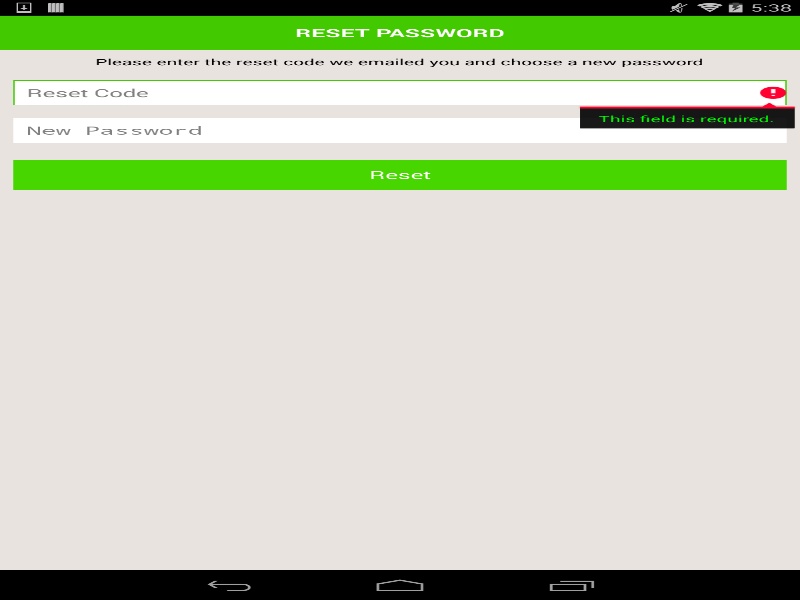 5:38
RESET PASSWORD
Please enter the reset code we emailed you and choose a new password
Reset Code
This field is required.
New Password
Reset